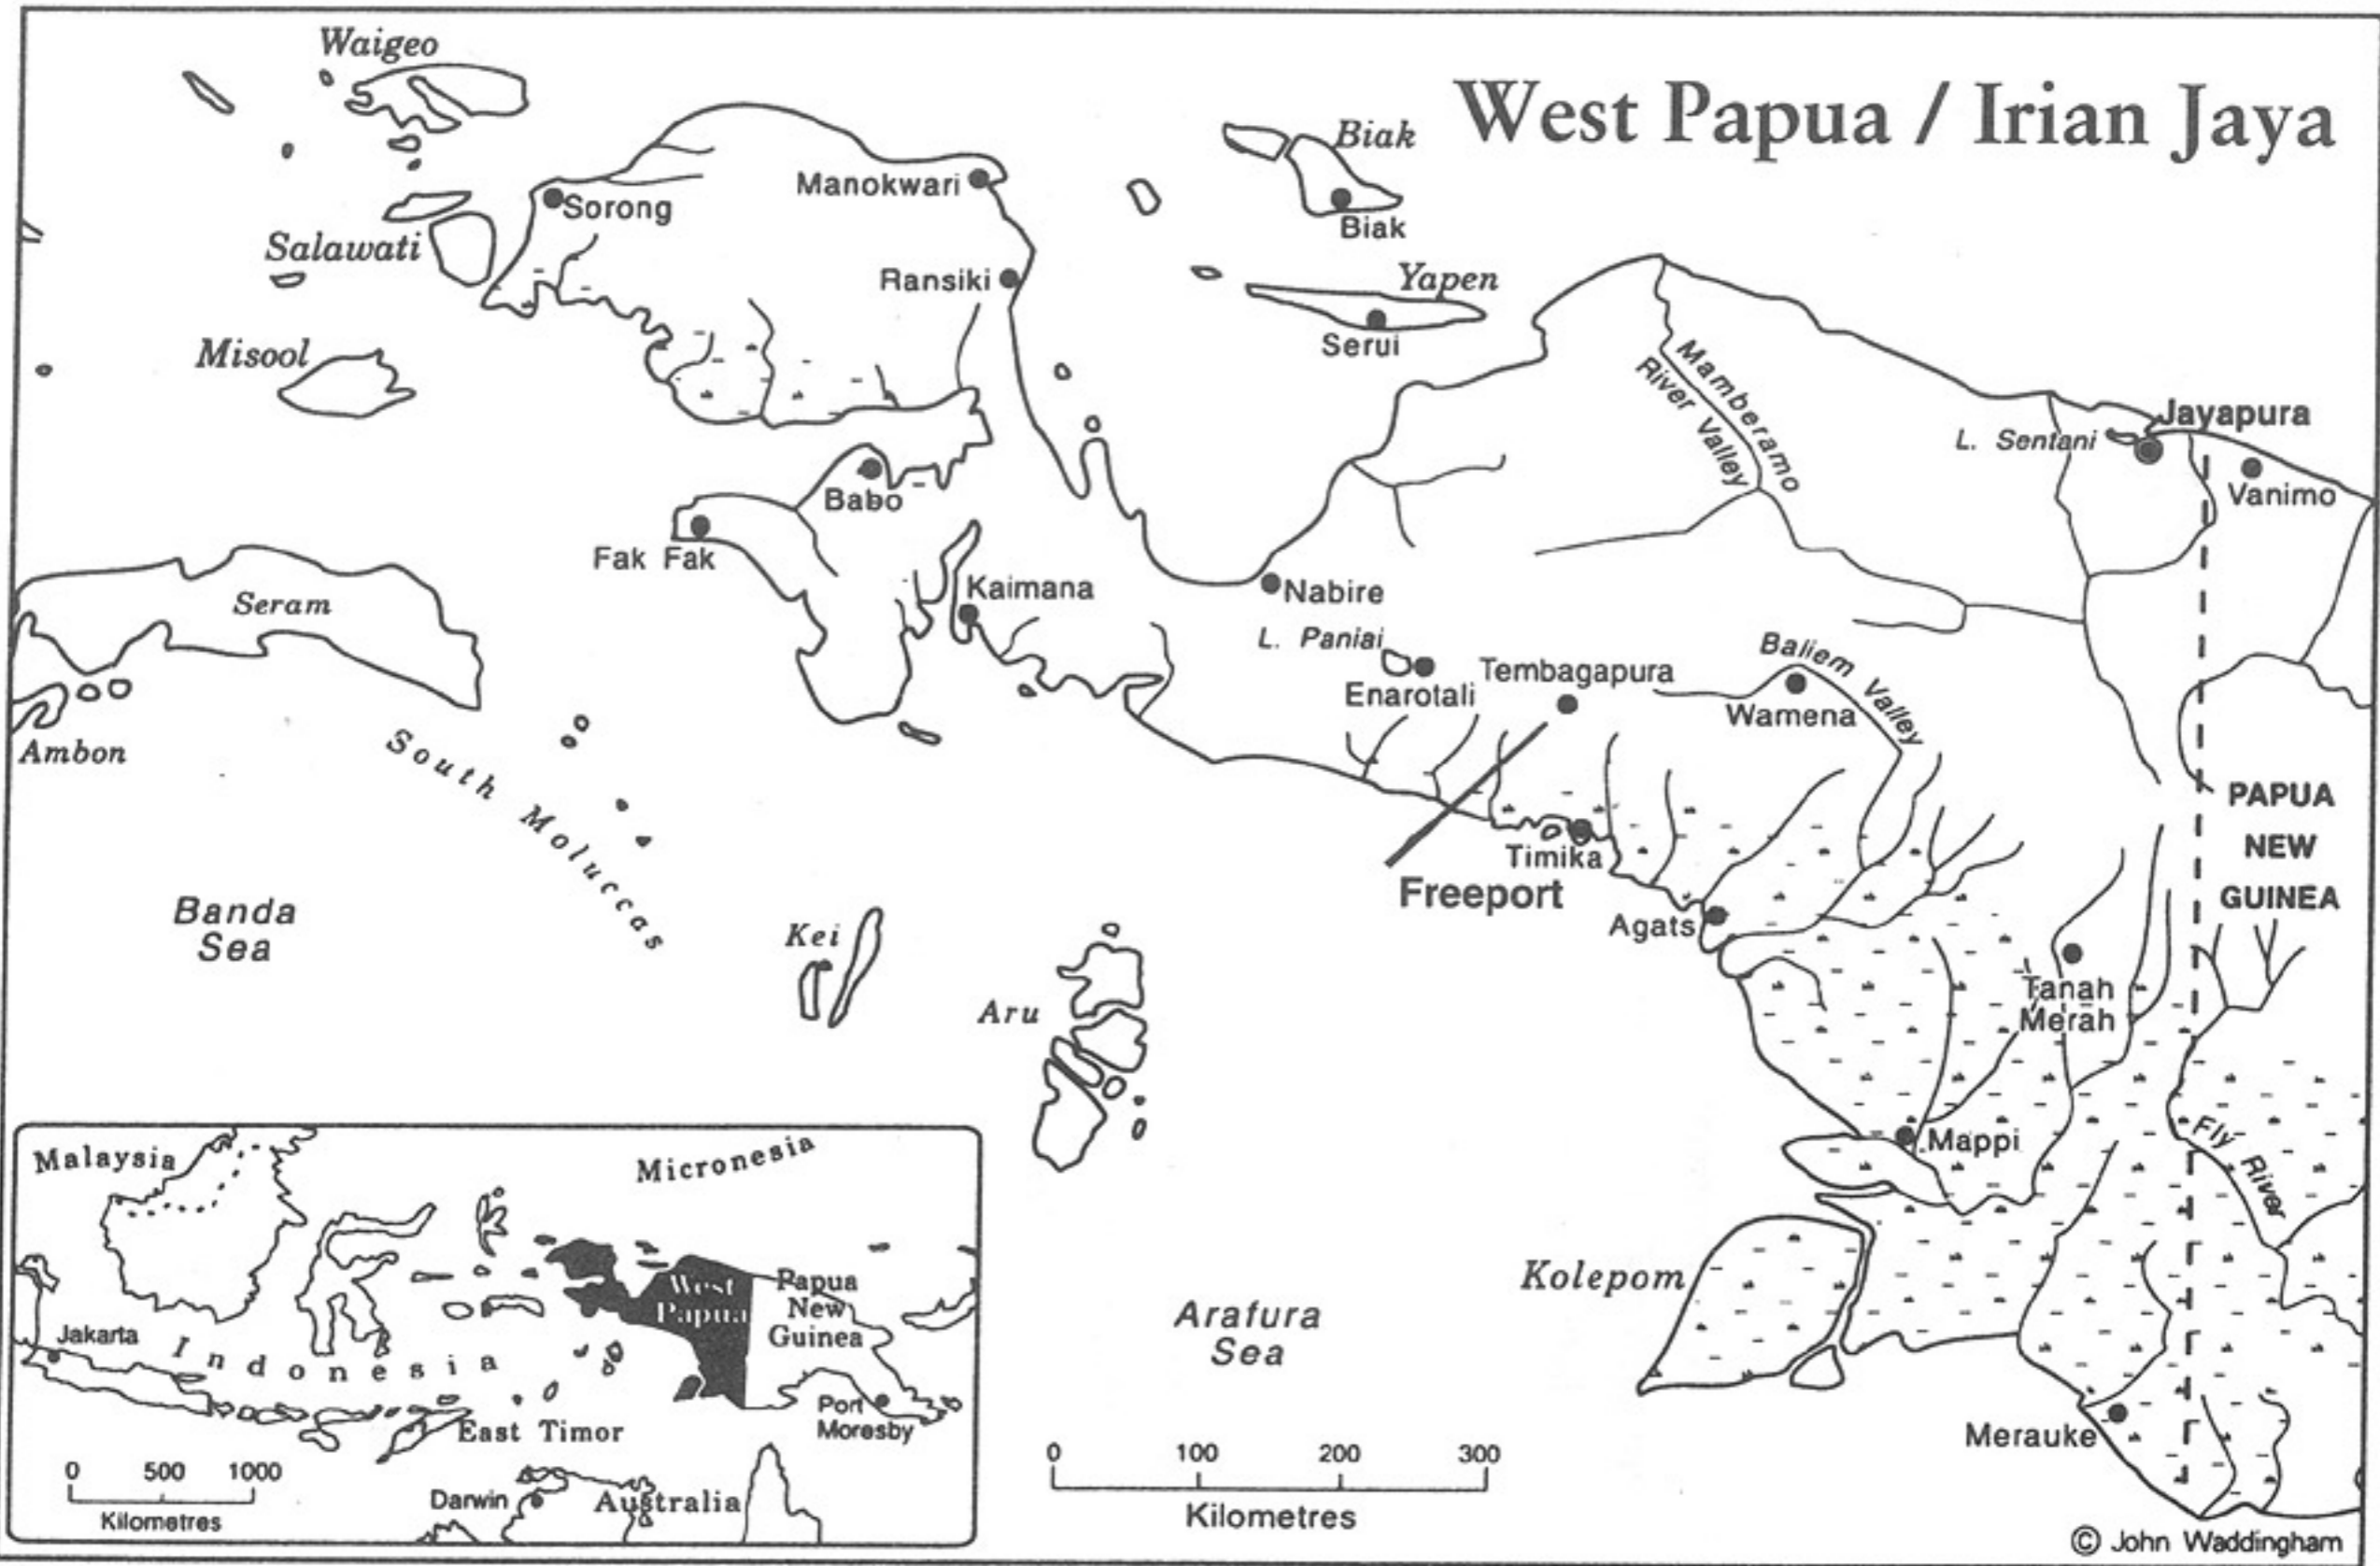 West Papua / Irian Jaya
Waigeo
Biak
Manokwari
Sorong
Biak
Salawati
Ransiki
Yapen
Serui
Misool
Mamberamo
River Valley
Jayapura
L. Sentani
Vanimo
Babo
Fak Fak
Kaimana
Nabire
Seram
L. Paniai
Enarotali
Tembagapura
Baliem Valley
Wamena
Ambon
South Moluccas
PAPUA
NEW
GUINEA
Timika
Freeport
Agats
Banda
Sea
Kei
Aru
Tanah
Merah
Mappi
Fly River
Kolepom
Arafura
Sea
Merauke
0 100 200 300
Kilometres
© John Waddingham
Malaysia
Micronesia
West
Papua
Papua
New
Guinea
Jakarta
Indonesia
Port
Moresby
East Timor
0 500 1000
Kilometres
Darwin
Australia